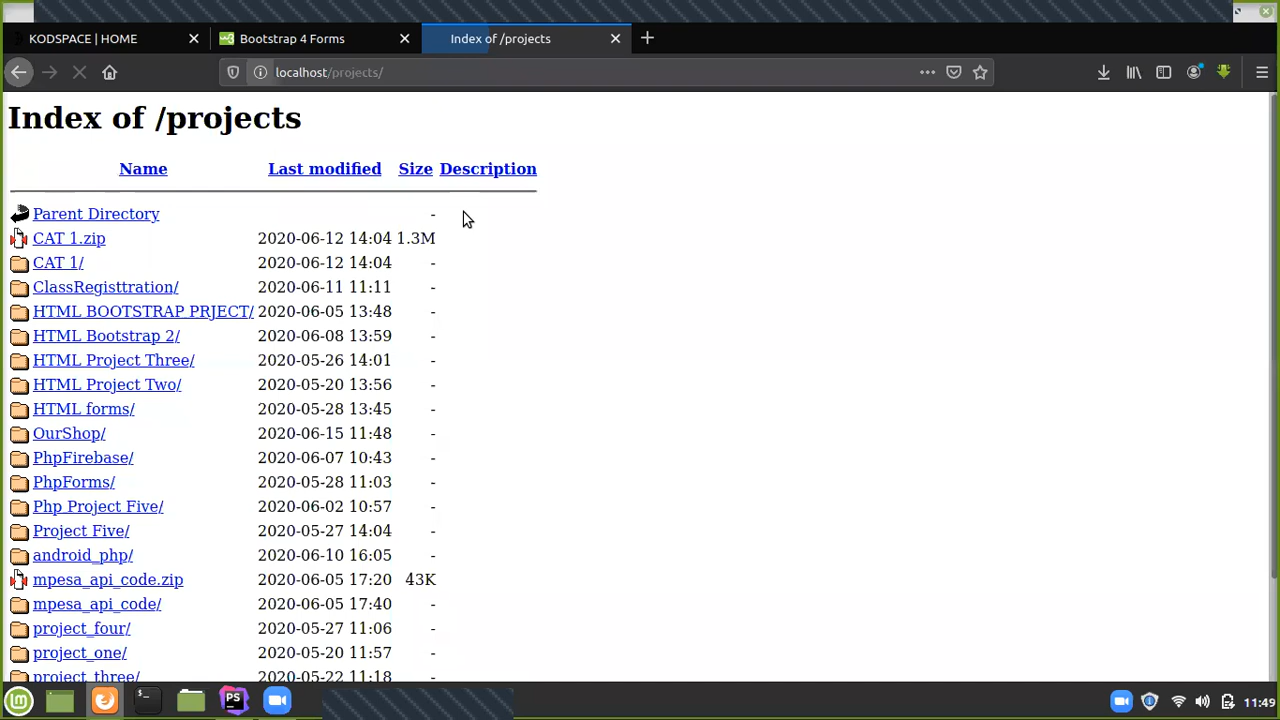 KODSPACE | HOME
Bootstrap 4 Forms
Index of /projects
localhost/projects/
Index of /projects
Name Last modified Size Description
Parent Directory -
CAT 1.zip 2020-06-12 14:04 1.3M
CAT 1/ 2020-06-12 14:04 -
ClassRegisttration/ 2020-06-11 11:11 -
HTML BOOTSTRAP PRJECT/ 2020-06-05 13:48 -
HTML Bootstrap 2/ 2020-06-08 13:59 -
HTML Project Three/ 2020-05-26 14:01 -
HTML Project Two/ 2020-05-20 13:56 -
HTML forms/ 2020-05-28 13:45 -
OurShop/ 2020-06-15 11:48 -
PhpFirebase/ 2020-06-07 10:43 -
PhpForms/ 2020-05-28 11:03 -
Php Project Five/ 2020-06-02 10:57 -
Project Five/ 2020-05-27 14:04 -
android_php/ 2020-06-10 16:05 -
mpesa_api_code.zip 2020-06-05 17:20 43K
mpesa_api_code/ 2020-06-05 17:40 -
project_four/ 2020-05-27 11:06 -
project_one/ 2020-05-20 11:57 -
project_three/ 2020-05-22 11:18 -
PS
11:49